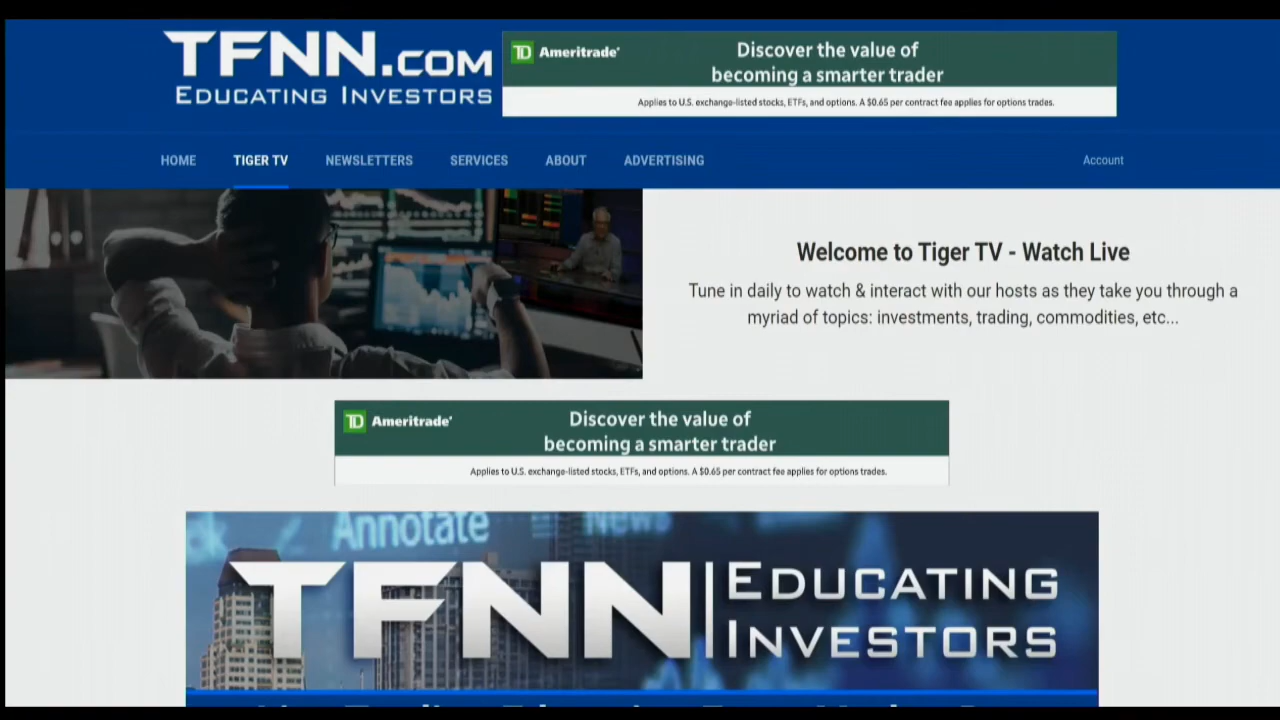 TFNN.COM
EDUCATING INVESTORS
TD Ameritrade
Discover the value of
becoming a smarter trader
Applies to U.S. exchange-listed stocks, ETFs, and options. A $0.65 per contract fee applies for options trades.
HOME TIGER TV NEWSLETTERS SERVICES ABOUT ADVERTISING Account
Welcome to Tiger TV - Watch Live
Tune in daily to watch & interact with our hosts as they take you through a
myriad of topics: investments, trading, commodities, etc...
TD Ameritrade
Discover the value of
becoming a smarter trader
Applies to U.S. exchange-listed stocks, ETFs, and options. A $0.65 per contract fee applies for options trades.
Annotate News
TFNN EDUCATING
INVESTORS